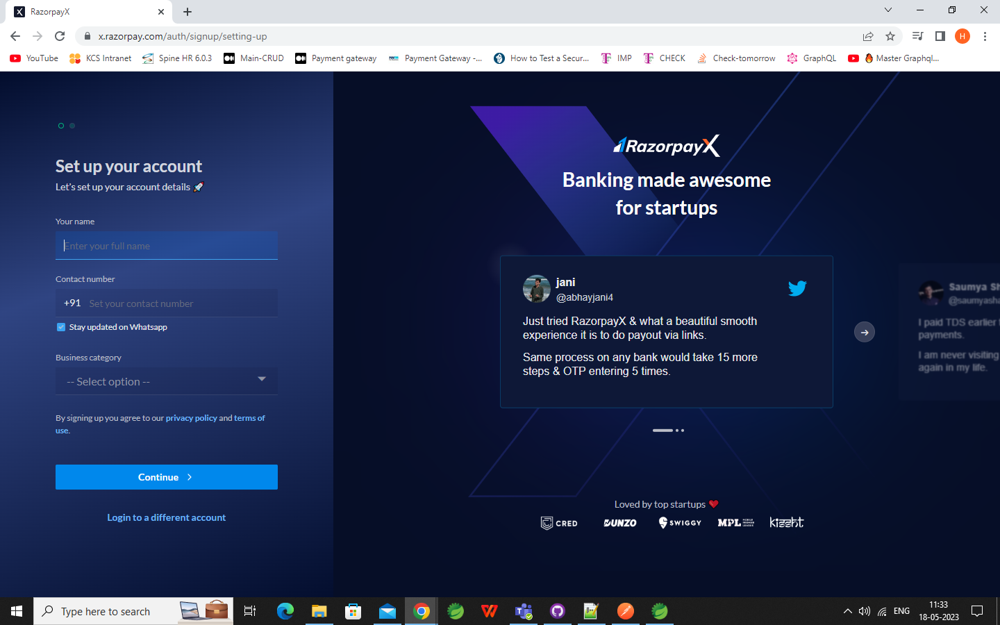 RazorpayX
x.razorpay.com/auth/signup/setting-up
H
YouTube
KCS Intranet
Spine HR 6.0.3
Main-CRUD
Payment gateway
Payment Gateway -...
How to Test a Secur...
IMP
CHECK
Check-tomorrow
GraphQL
Master Graphql...
Set up your account
Let's set up your account details
Your name
Enter your full name
Contact number
+91 Set your contact number
Stay updated on Whatsapp
Business category
-- Select option --
By signing up you agree to our privacy policy and terms of
use.
Continue
Login to a different account
RazorpayX
Banking made awesome
for startups
jani
@abhayjani4
Just tried RazorpayX & what a beautiful smooth
experience it is to do payout via links.
Same process on any bank would take 15 more
steps & OTP entering 5 times.
Saumya Sh
@saumyasha
I paid TDS earlier
payments.
I am never visiting
again in my life.
Loved by top startups
CRED
DUNZO
SWIGGY
MPL MOBILE
PREMIER
LEAGUE
kissht
Type here to search
ENG
11:33
18-05-2023